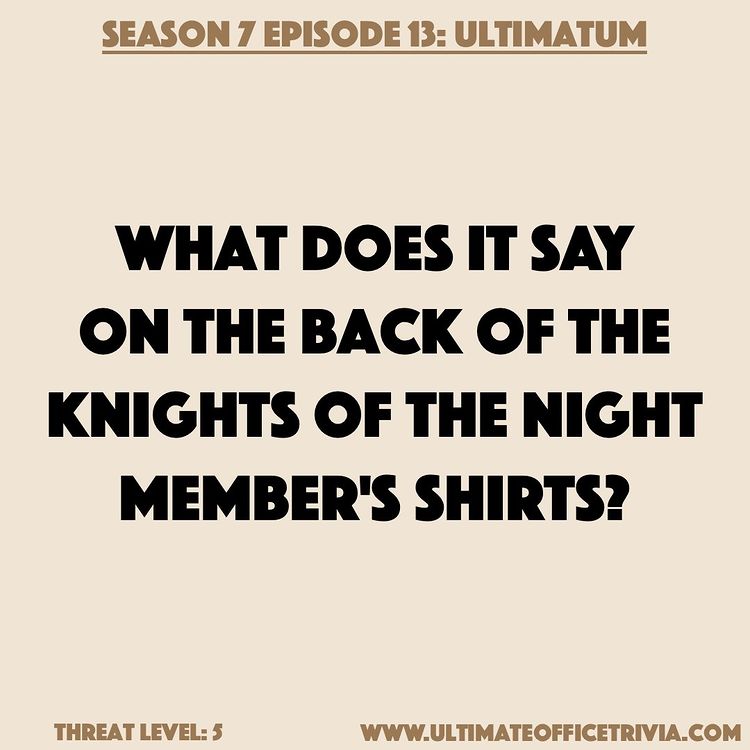 SEASON 7 EPISODE 13: ULTIMATUM
WHAT DOES IT SAY
ON THE BACK OF THE
KNIGHTS OF THE NIGHT
MEMBER'S SHIRTS?
THREAT LEVEL: 5
WWW.ULTIMATEOFFICETRIVIA.COM